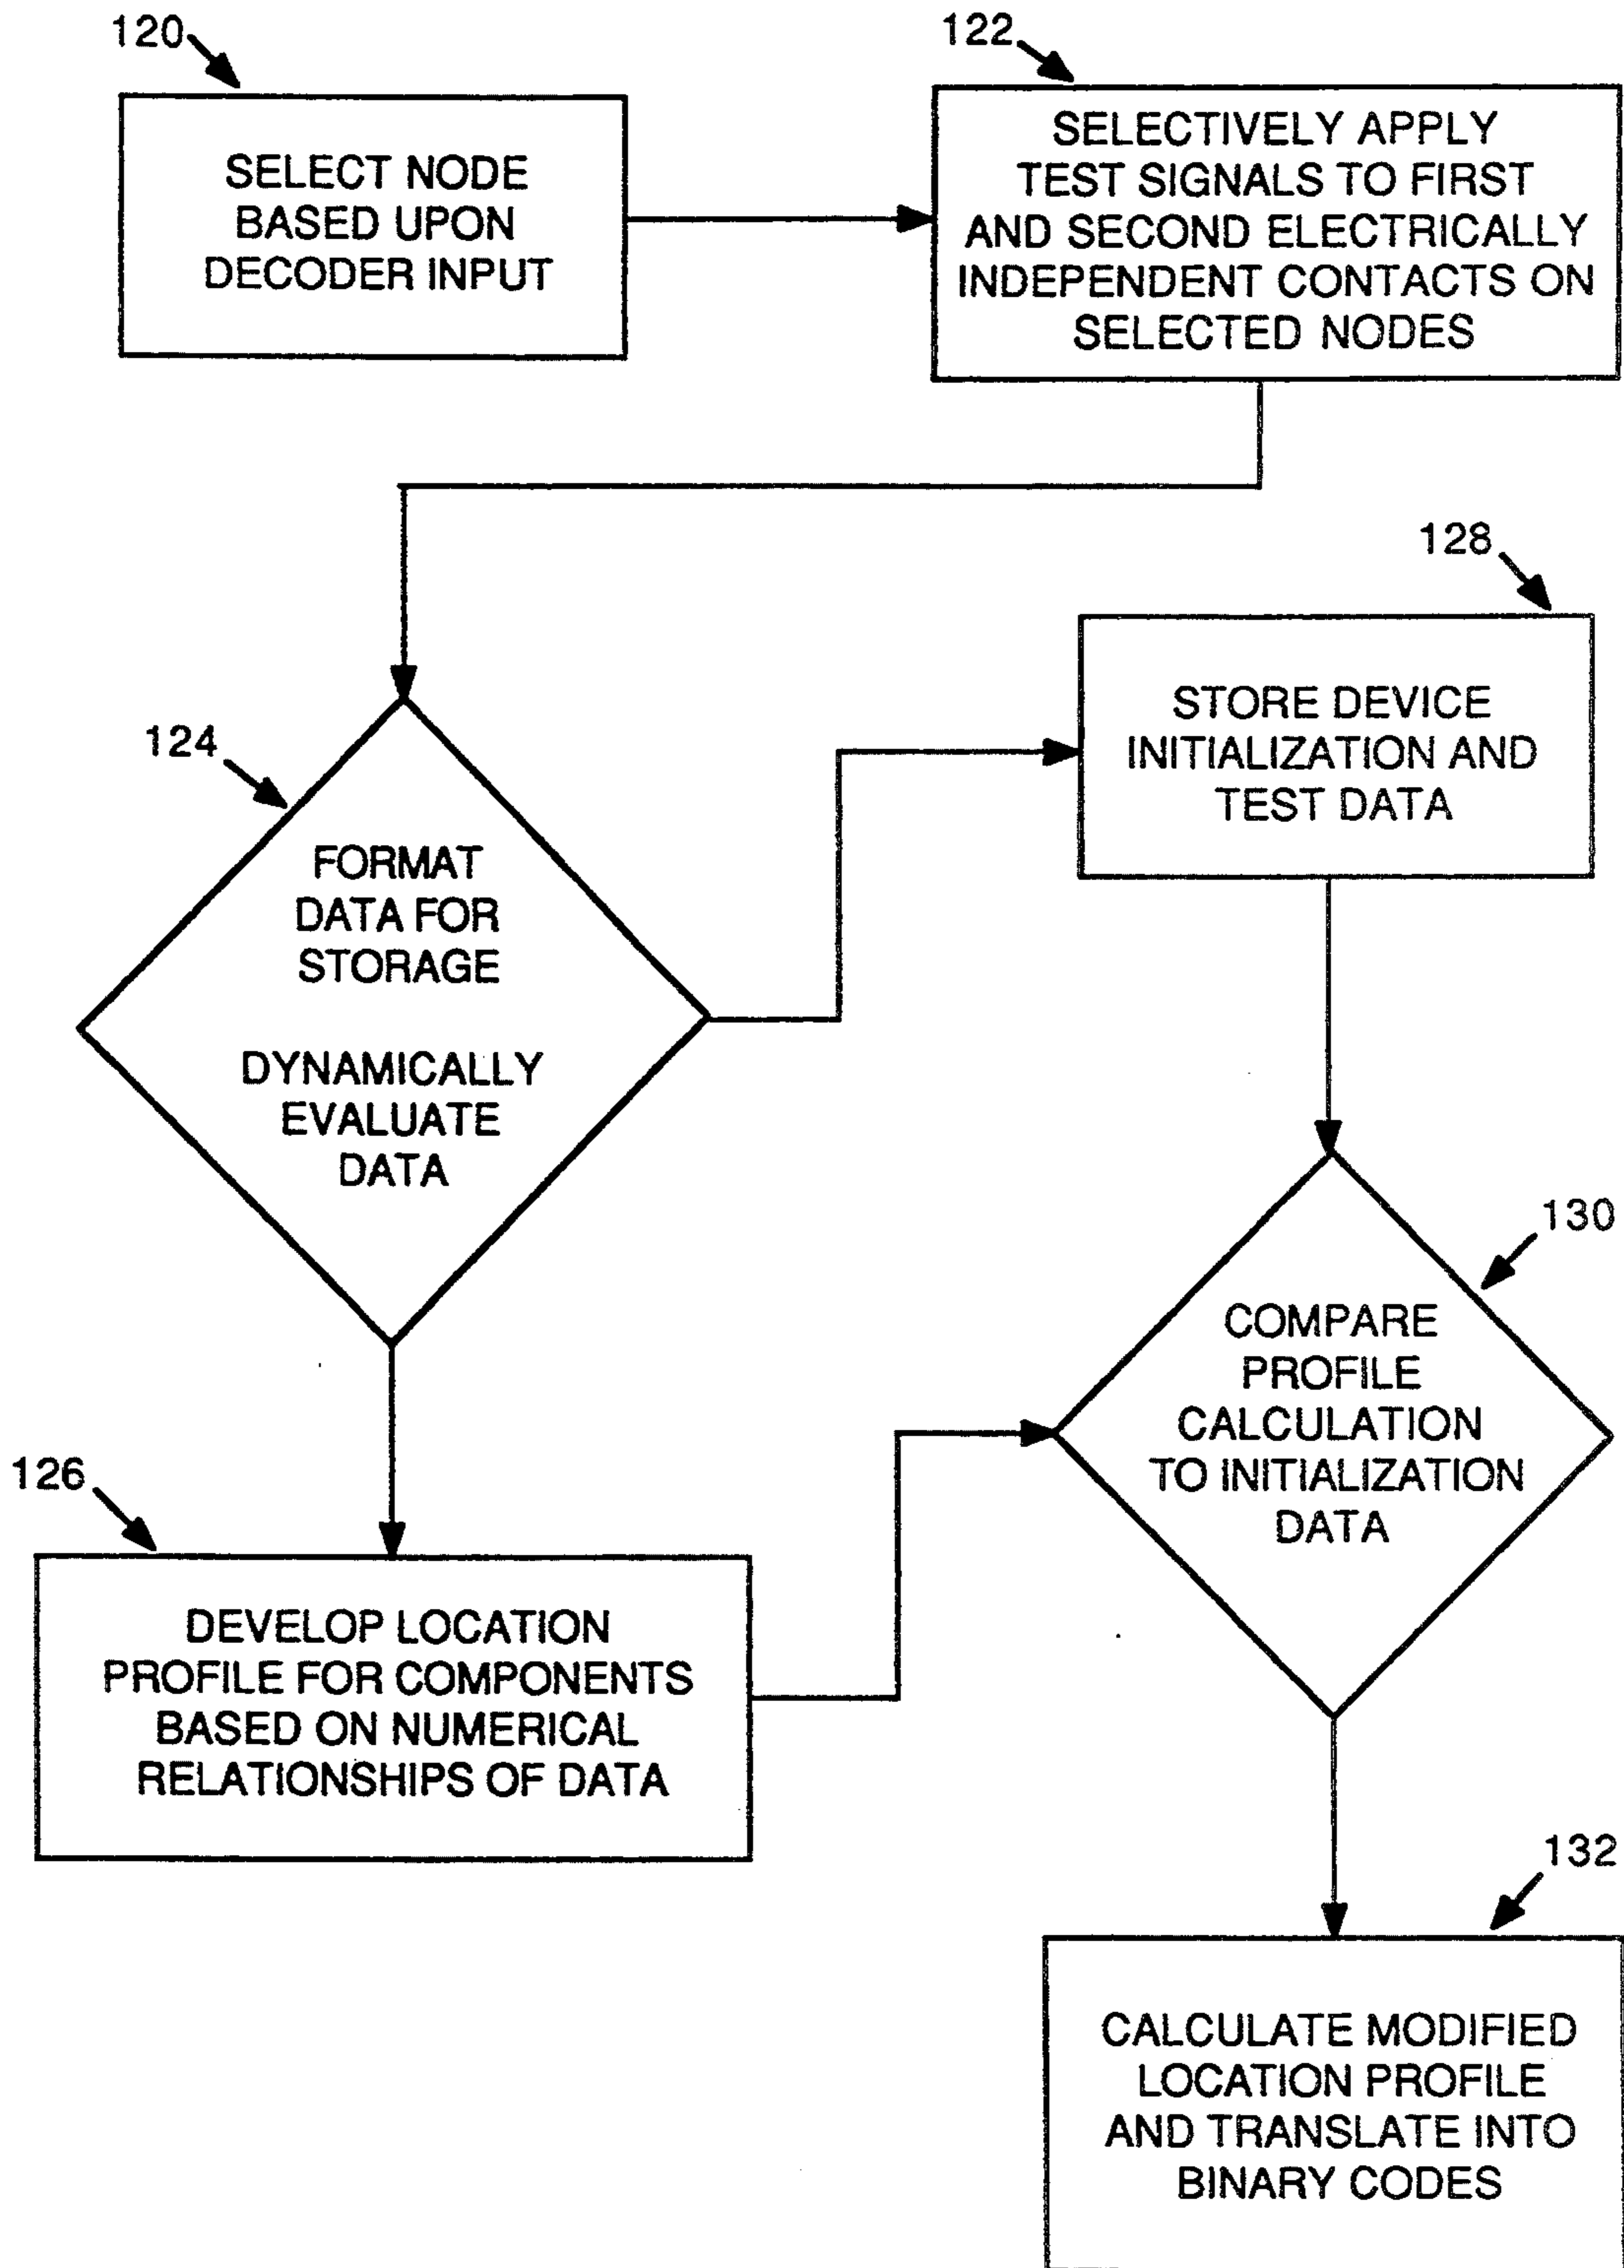 120
SELECT NODE
BASED UPON
DECODER INPUT
122
SELECTIVELY APPLY
TEST SIGNALS TO FIRST
AND SECOND ELECTRICALLY
INDEPENDENT CONTACTS ON
SELECTED NODES
124
FORMAT
DATA FOR
STORAGE
DYNAMICALLY
EVALUATE
DATA
128
STORE DEVICE
INITIALIZATION AND
TEST DATA
126
DEVELOP LOCATION
PROFILE FOR COMPONENTS
BASED ON NUMERICAL
RELATIONSHIPS OF DATA
130
COMPARE
PROFILE
CALCULATION
TO INITIALIZATION
DATA
132
CALCULATE MODIFIED
LOCATION PROFILE
AND TRANSLATE INTO
BINARY CODES